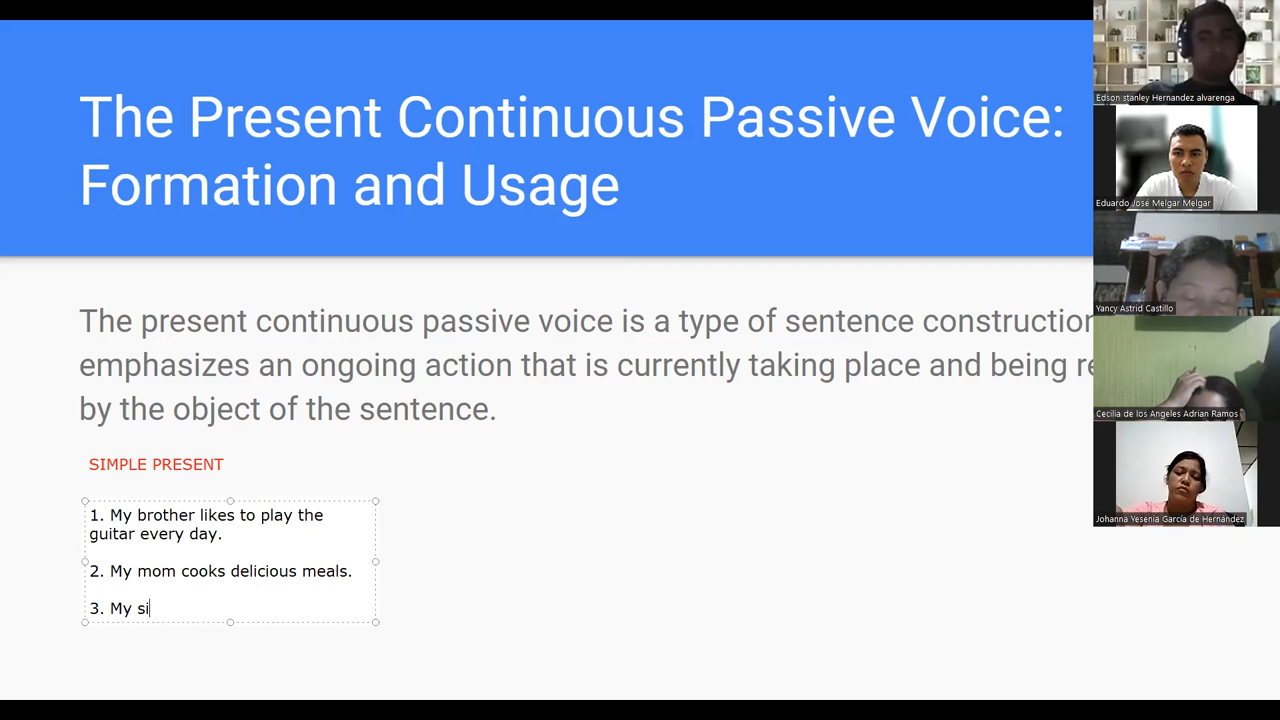 The Present Continuous Passive Voice:
Formation and Usage
The present continuous passive voice is a type of sentence construction
emphasizes an ongoing action that is currently taking place and being
by the object of the sentence.
SIMPLE PRESENT
1. My brother likes to play the
guitar every day.
2. My mom cooks delicious meals.
3. My si
Edson stanley Hernandez alvarenga
Eduardo José Melgar Melgar
Yancy Astrid Castillo
Cecilia de los Angeles Adrian Ramos
Johanna Yesenia García de Hernández